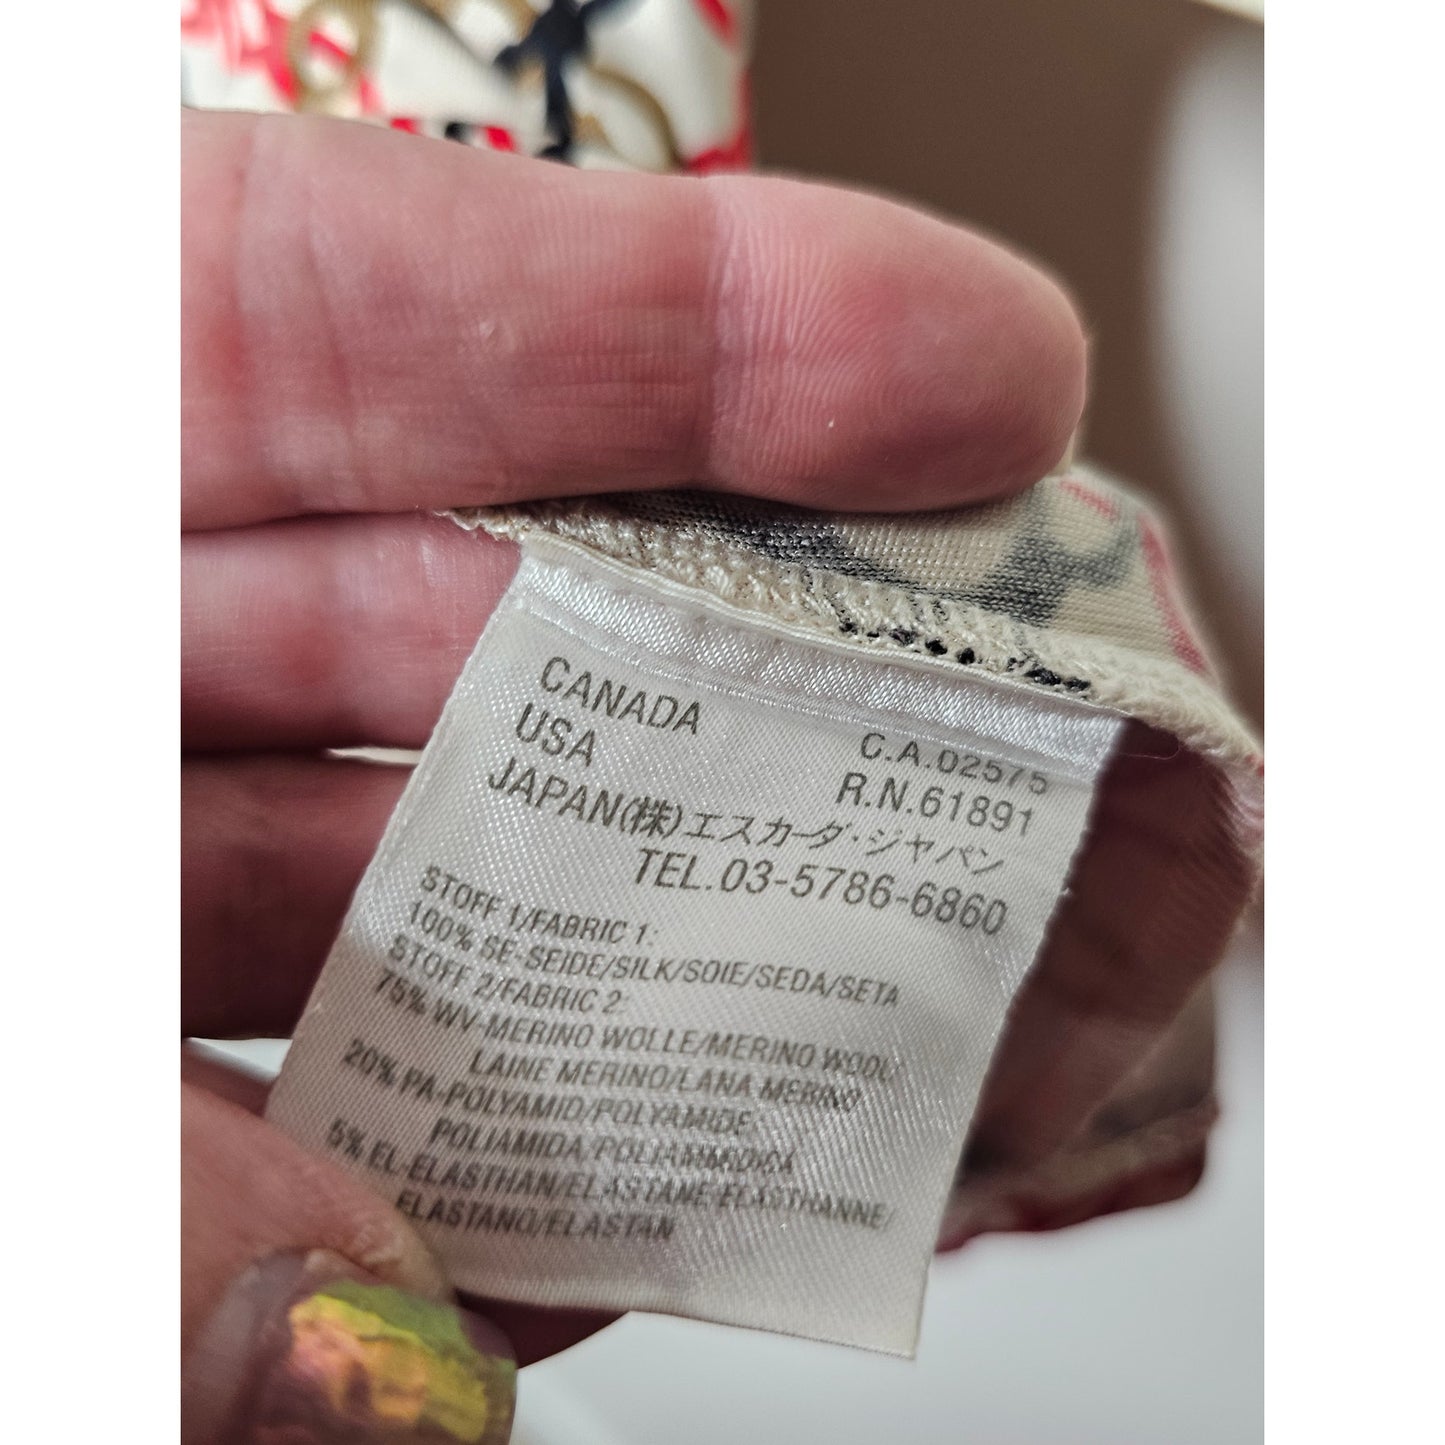 CANADA C.A.02575
USA R.N.61891
JAPAN(株)エスカーダ・ジャパン
TEL.03-5786-6860
STOFF 1/FABRIC 1:
100% SE-SEIDE/SILK/SOIE/SEDA/SETA
STOFF 2/FABRIC 2:
75% WV-MERINO WOLLE/MERINO WOOL
LAINE MERINO/LANA MERINO
20% PA-POLYAMID/POLYAMIDE
POLIAMIDA/POLIAMMIDICA
5% EL-ELASTHAN/ELASTANE/ELASTHANNE/
ELASTANO/ELASTAN